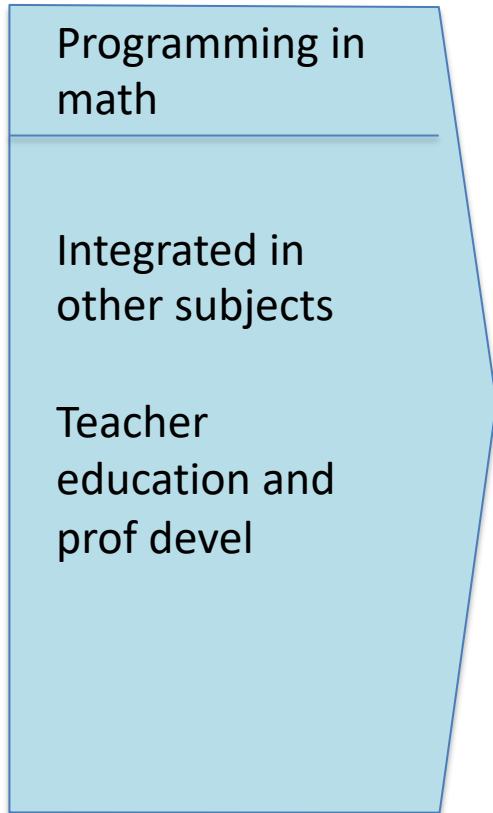 Programming in
math
Integrated in
other subjects
Teacher
education and
prof devel